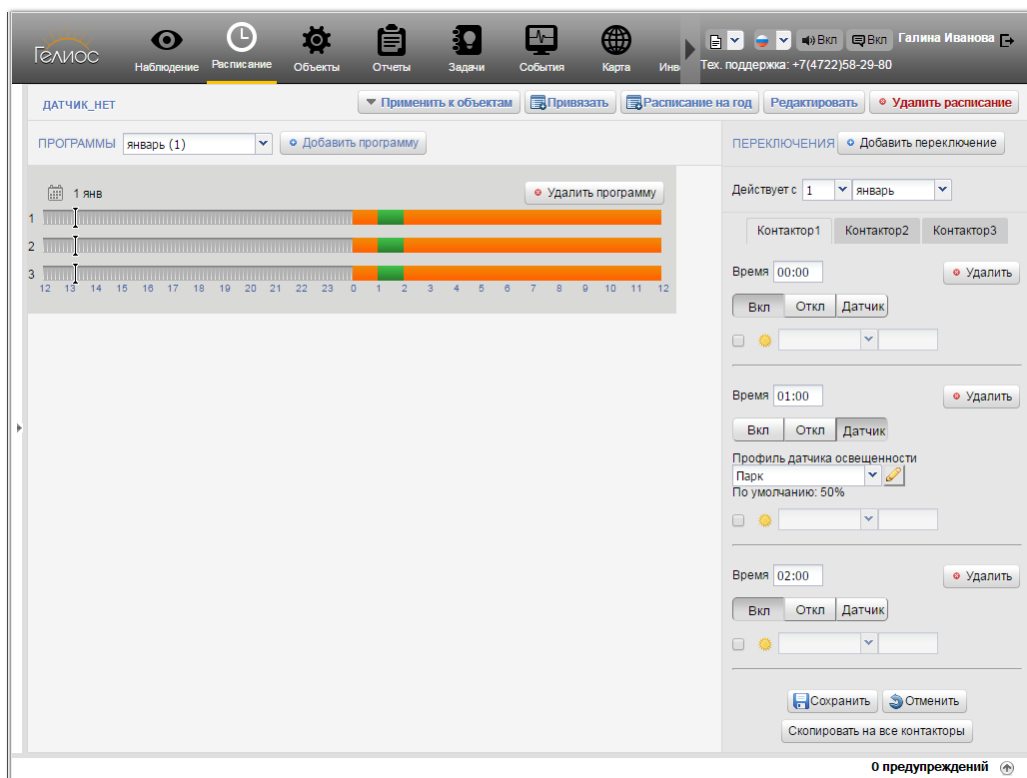 Гелиос
Наблюдение Расписание Объекты Отчеты Задачи События Карта Инв
Вкл Вкл Галина Иванова
Тех. поддержка: +7(4722)58-29-80
ДАТЧИК_НЕТ Применить к объектам Привязать Расписание на год Редактировать Удалить расписание
ПРОГРАММЫ январь (1) Добавить программу
1 янв Удалить программу
1
2
3
12 13 14 15 16 17 18 19 20 21 22 23 0 1 2 3 4 5 6 7 8 9 10 11 12
ПЕРЕКЛЮЧЕНИЯ Добавить переключение
Действует с 1 январь
Контактор1 Контактор2 Контактор3
Время 00:00 Удалить
Вкл Откл Датчик
Время 01:00 Удалить
Вкл Откл Датчик
Профиль датчика освещенности
Парк
По умолчанию: 50%
Время 02:00 Удалить
Вкл Откл Датчик
Сохранить Отменить
Скопировать на все контакторы
0 предупреждений